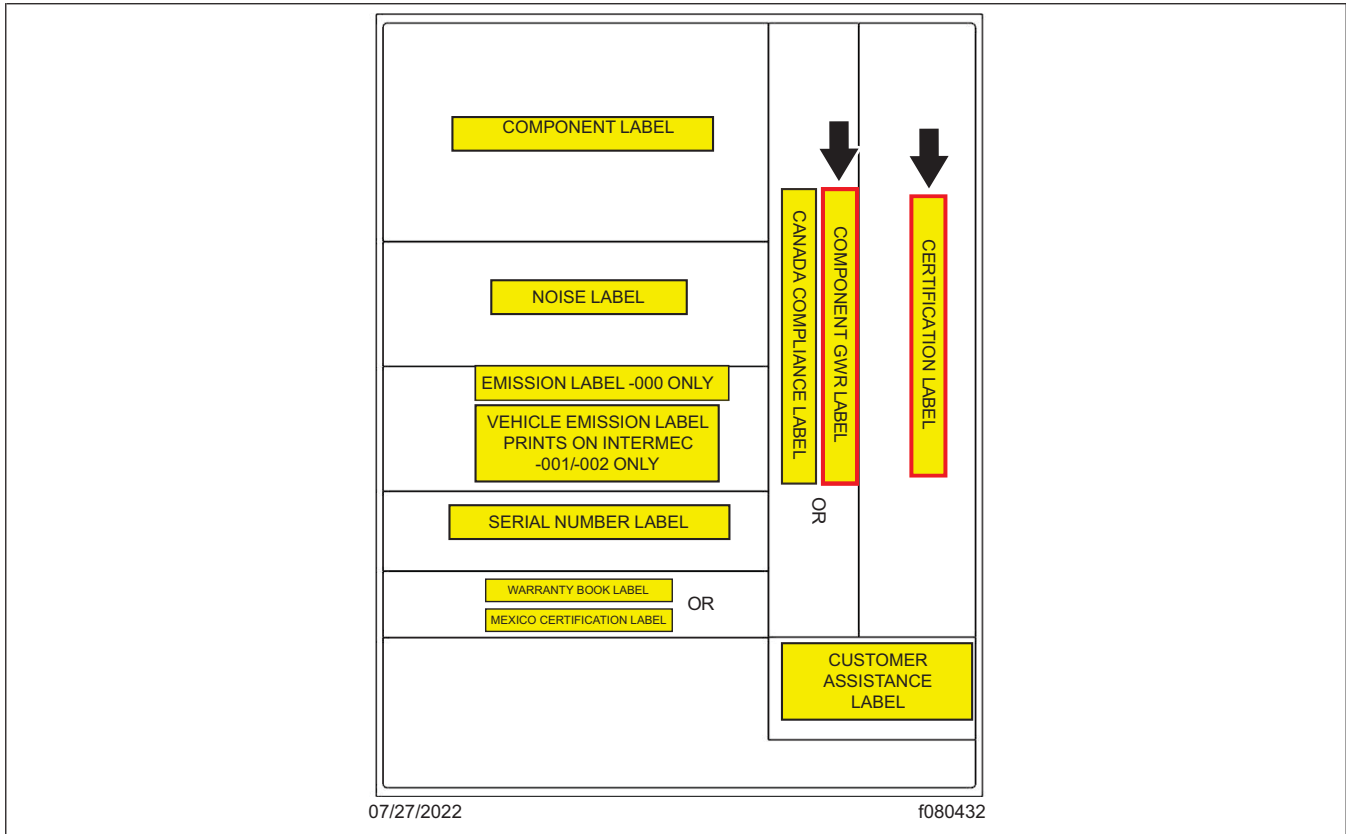 COMPONENT LABEL
NOISE LABEL
EMISSION LABEL -000 ONLY
VEHICLE EMISSION LABEL
PRINTS ON INTERMEC
-001/-002 ONLY
SERIAL NUMBER LABEL
WARRANTY BOOK LABEL
OR
MEXICO CERTIFICATION LABEL
CANADA COMPLIANCE LABEL
OR
COMPONENT GWR LABEL
CERTIFICATION LABEL
CUSTOMER
ASSISTANCE
LABEL
07/27/2022
f080432